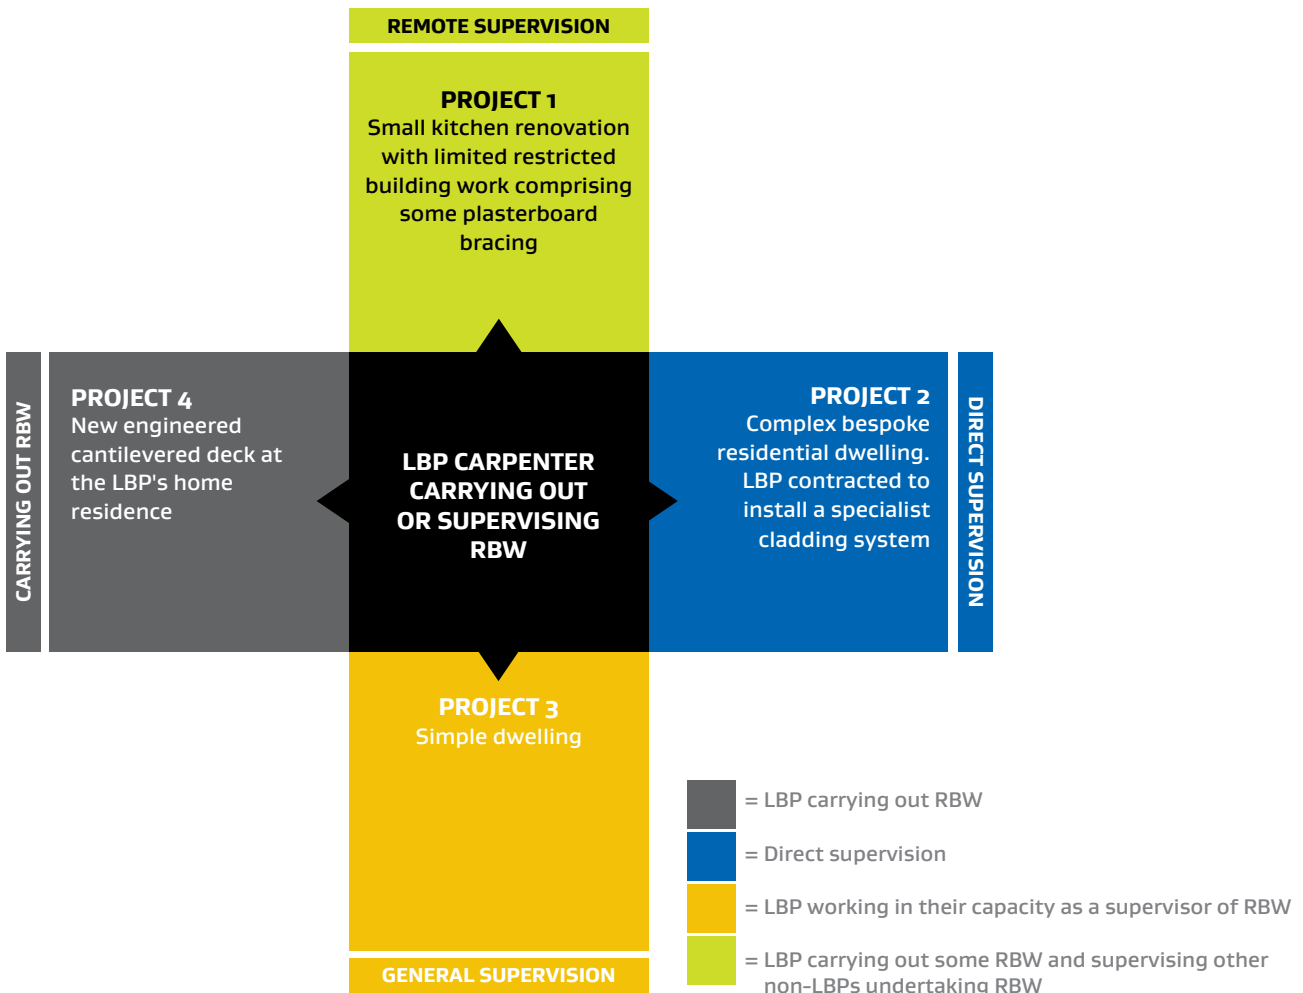 REMOTE SUPERVISION
PROJECT 1
Small kitchen renovation
with limited restricted
building work comprising
some plasterboard
bracing
CARRYING OUT RBW
PROJECT 4
New engineered
cantilevered deck at
the LBP's home
residence
LBP CARPENTER
CARRYING OUT
OR SUPERVISING
RBW
PROJECT 2
Complex bespoke
residential dwelling.
LBP contracted to
install a specialist
cladding system
DIRECT SUPERVISION
PROJECT 3
Simple dwelling
GENERAL SUPERVISION
= LBP carrying out RBW
= Direct supervision
= LBP working in their capacity as a supervisor of RBW
= LBP carrying out some RBW and supervising other
non-LBPs undertaking RBW